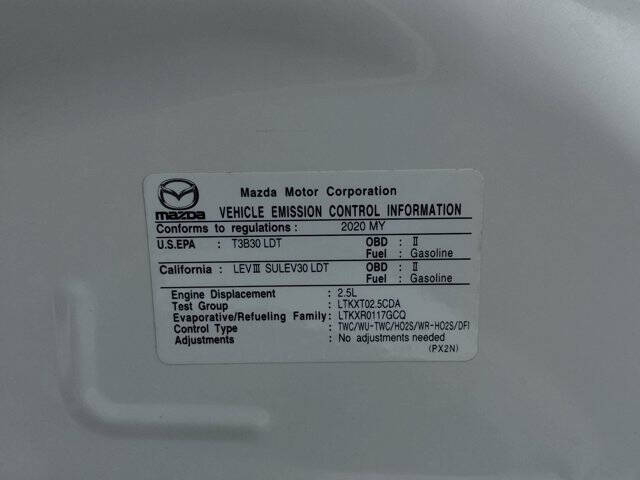 Mazda Motor Corporation
mazda VEHICLE EMISSION CONTROL INFORMATION
Conforms to regulations : 2020 MY
U.S.EPA : T3B30 LDT OBD : II
Fuel : Gasoline
California : LEVIII SULEV30 LDT OBD : II
Fuel : Gasoline
Engine Displacement : 2.5L
Test Group : LTKXT02.5CDA
Evaporative/Refueling Family: LTKXR0117GCQ
Control Type : TWC/WU-TWC/HO2S/WR-HO2S/DFI
Adjustments : No adjustments needed
(PX2N)